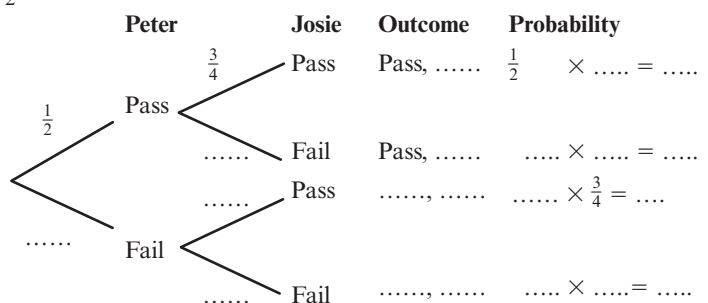 2
Peter Josie Outcome Probability
3/4 Pass Pass, ...... 1/2 × ..... = .....
1/2 Pass
...... Fail Pass, ...... ..... × ..... = .....
...... Pass ......, ...... ...... × 3/4 = ....
...... Fail
...... Fail ......, ...... ..... × .....= .....